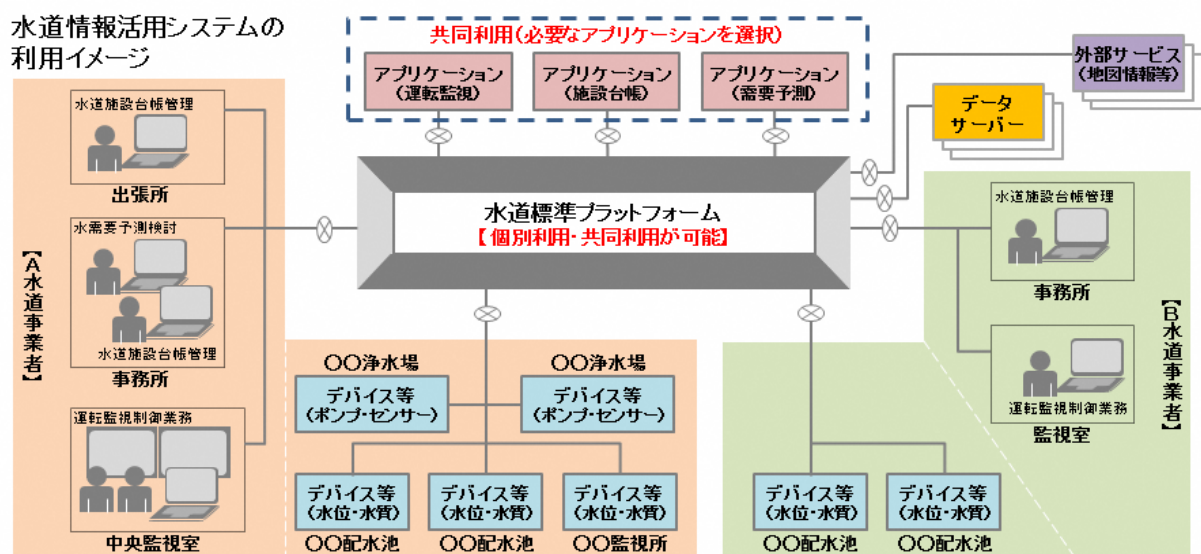 水道情報活用システムの
利用イメージ
共同利用(必要なアプリケーションを選択)
アプリケーション
(運転監視)
アプリケーション
(施設台帳)
アプリケーション
(需要予測)
外部サービス
(地図情報等)
データ
サーバー
水道標準プラットフォーム
【個別利用・共同利用が可能】
【A水道事業者】
水道施設台帳管理
出張所
水需要予測検討
水道施設台帳管理
事務所
運転監視制御業務
中央監視室
〇〇浄水場
デバイス等
(ポンプ・センサー)
〇〇浄水場
デバイス等
(ポンプ・センサー)
デバイス等
(水位・水質)
〇〇配水池
デバイス等
(水位・水質)
〇〇配水池
デバイス等
(水位・水質)
〇〇監視所
デバイス等
(水位・水質)
〇〇配水池
デバイス等
(水位・水質)
〇〇配水池
水道施設台帳管理
事務所
運転監視制御業務
監視室
【B水道事業者】